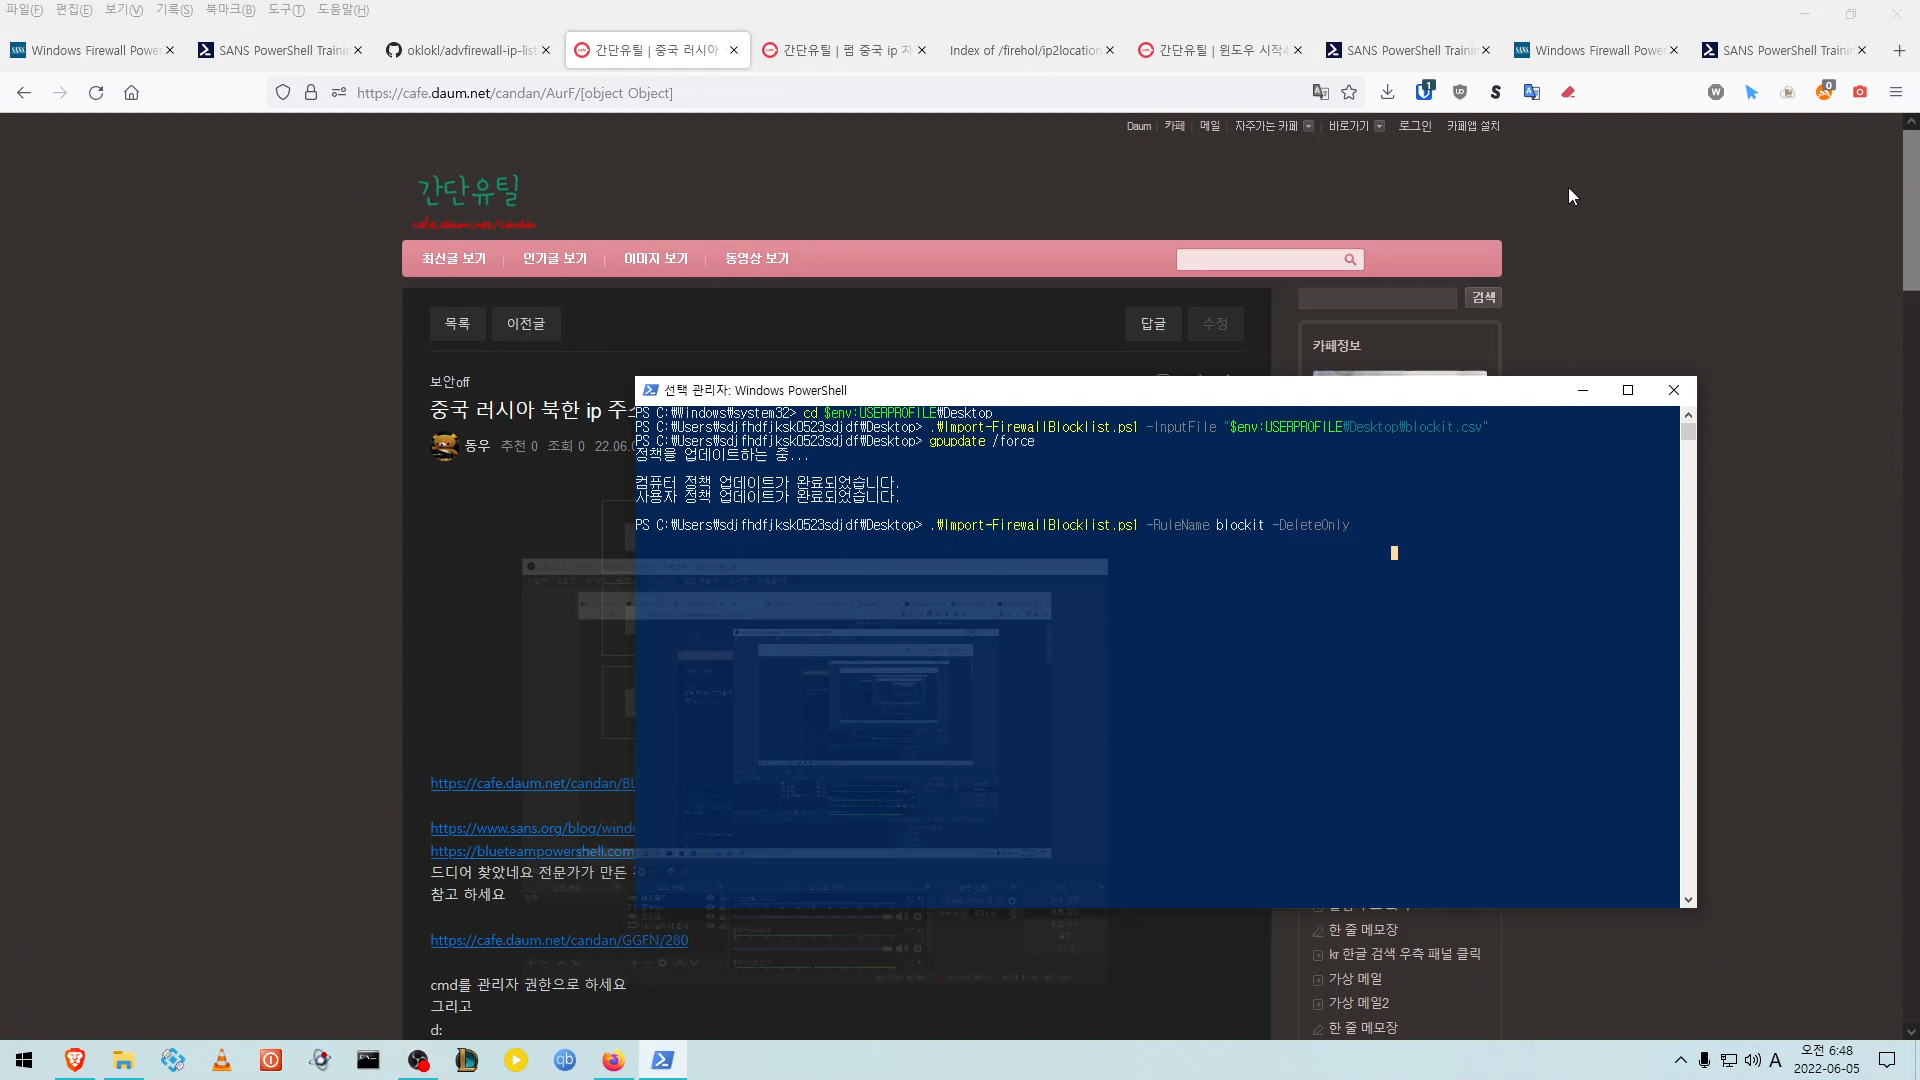 파일(F) 편집(E) 보기(V) 기록(S) 북마크(B) 도구(T) 도움말(H)
Windows Firewall Power
SANS PowerShell Trainin
oklokl/advfirewall-ip-list
간단유틸 | 중국 러시아
간단유틸 | 펌 중국 ip 차
Index of /firehol/ip2location
간단유틸 | 윈도우 시작
SANS PowerShell Trainin
Windows Firewall Power
SANS PowerShell Trainin
https://cafe.daum.net/candan/AurF/[object Object]
1
0
Daum 카페 메일 자주가는 카페 바로가기 로그인 카페앱 설치
간단유틸
cafe.daum.net/candan
최신글 보기 인기글 보기 이미지 보기 동영상 보기
목록 이전글 답글 수정
검색
카페정보
보안off
중국 러시아 북한 ip 주소
동우 추천 0 조회 0 22.06.0
선택 관리자: Windows PowerShell
PS C:₩Windows₩system32> cd $env:USERPROFILE₩Desktop
PS C:₩Users₩sdjfhdfjksk0523sdjdf₩Desktop> .₩Import-FirewallBlocklist.ps1 -InputFile "$env:USERPROFILE₩Desktop₩blockit.csv"
PS C:₩Users₩sdjfhdfjksk0523sdjdf₩Desktop> gpupdate /force
정책을 업데이트하는 중...
컴퓨터 정책 업데이트가 완료되었습니다.
사용자 정책 업데이트가 완료되었습니다.
PS C:₩Users₩sdjfhdfjksk0523sdjdf₩Desktop> .₩Import-FirewallBlocklist.ps1 -RuleName blockit -DeleteOnly
https://cafe.daum.net/candan/BL
https://www.sans.org/blog/windo
https://blueteampowershell.com
드디어 찾았네요 전문가가 만든
참고 하세요
https://cafe.daum.net/candan/GGFN/280
cmd를 관리자 권한으로 하세요
그리고
d:
한 줄 메모장
kr 한글 검색 우측 패널 클릭
가상 메일
가상 메일2
한 줄 메모장
A
오전 6:48
2022-06-05